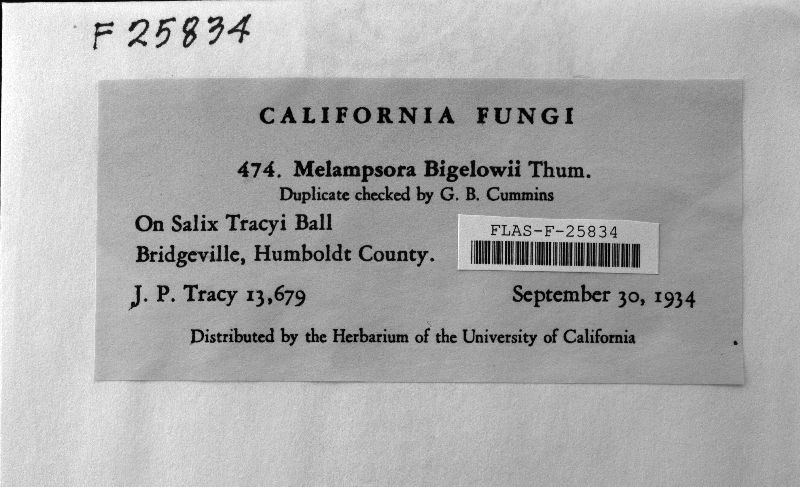 F 25834
CALIFORNIA FUNGI
474. Melampsora Bigelowii Thum.
Duplicate checked by G. B. Cummins
On Salix Tracyi Ball
Bridgeville, Humboldt County.
FLAS-F-25834
J. P. Tracy 13,679
September 30, 1934
Distributed by the Herbarium of the University of California